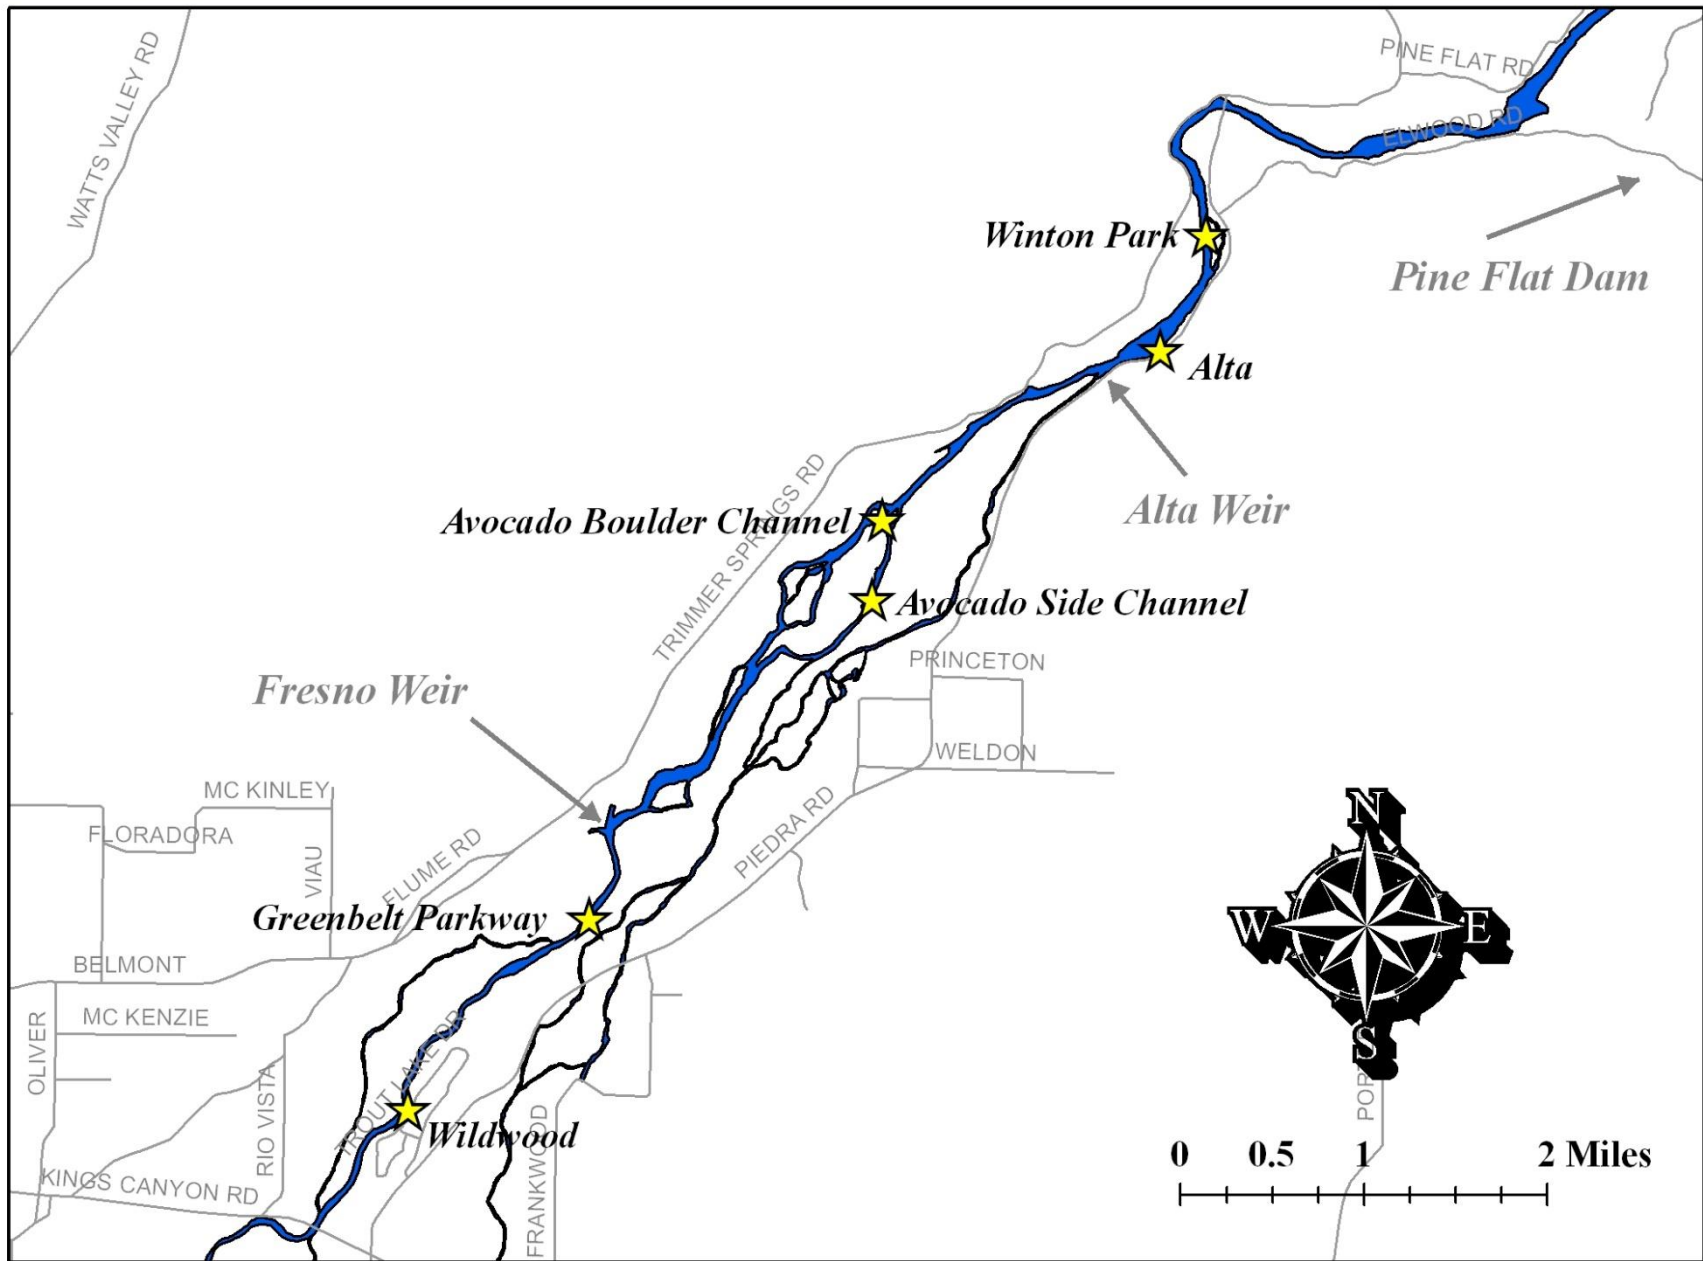 PINE FLAT RD
WATTS VALLEY RD
ELWOOD RD
Winton Park
Pine Flat Dam
Alta
Alta Weir
Avocado Boulder Channel
TRIMMER SPRINGS RD
Avocado Side Channel
PRINCETON
Fresno Weir
WELDON
MC KINLEY
FLORADORA
VIAU
FLUME RD
PIEDRA RD
N
Greenbelt Parkway
W
E
BELMONT
MC KENZIE
OLIVER
S
TROUT LAKE DR
RIO VISTA
Wildwood
FRANKWOOD
POR
0 0.5 1 2 Miles
KINGS CANYON RD